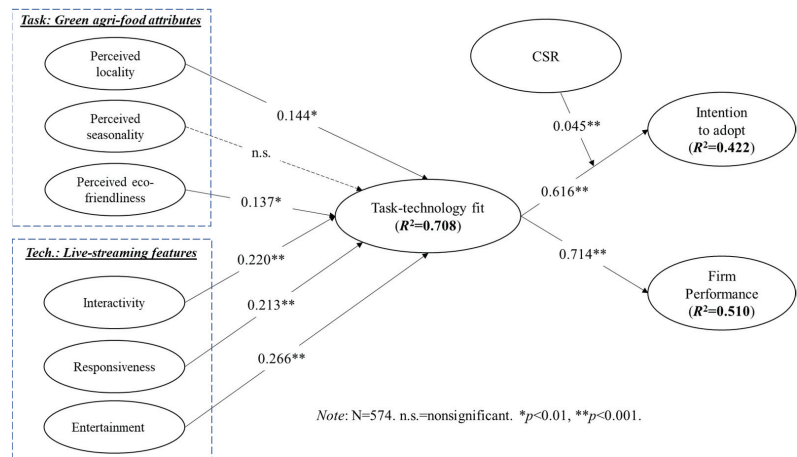 Task: Green agri-food attributes
Perceived
locality
Perceived
seasonality
Perceived eco-
friendliness
Tech.: Live-streaming features
Interactivity
Responsiveness
Entertainment
0.144*
n.s.
0.137*
0.220**
0.213**
0.266**
Task-technology fit
(R²=0.708)
CSR
0.045**
0.616**
0.714**
Intention
to adopt
(R²=0.422)
Firm
Performance
(R²=0.510)
Note: N=574. n.s.=nonsignificant. *p<0.01, **p<0.001.